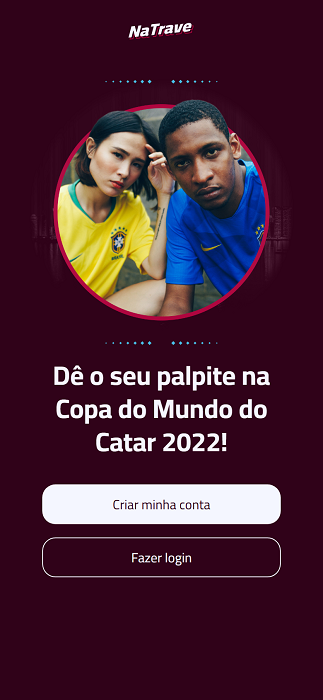 NaTrave
Dê o seu palpite na
Copa do Mundo do
Catar 2022!
Criar minha conta
Fazer login